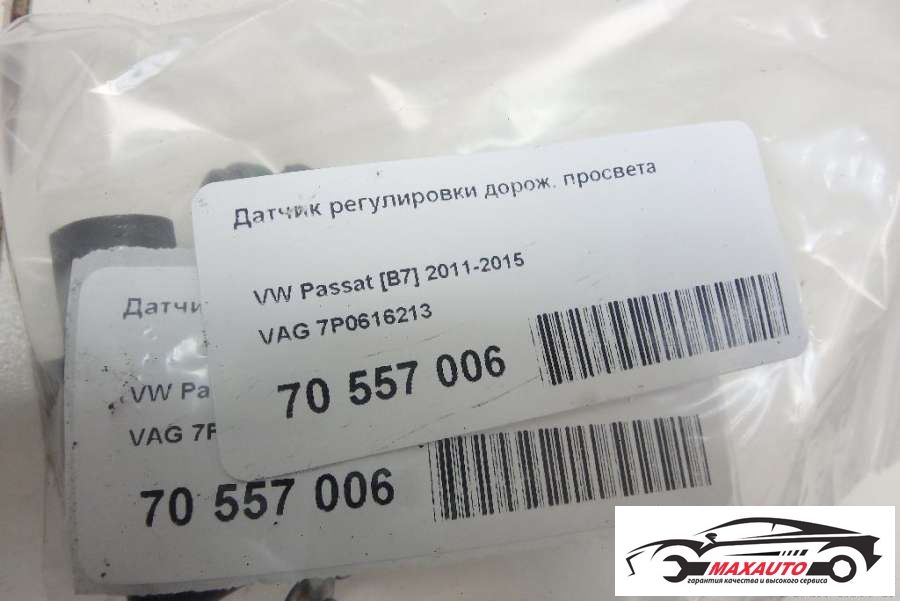 Датчик регулировки дорож. просвета
VW Passat [B7] 2011-2015
VAG 7P0616213
70 557 006
Датчи
VW Pa
VAG 7P
70 557 006
MAXAUTO
гарантия качества и высокого сервиса